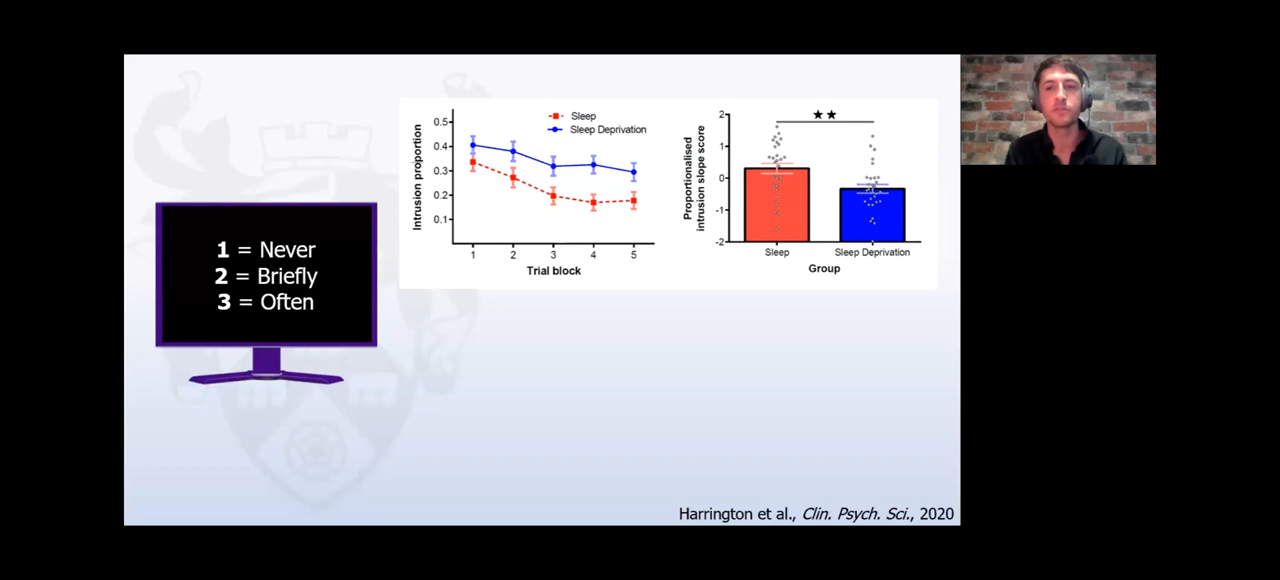 1 = Never
2 = Briefly
3 = Often
Intrusion proportion
0.5
0.4
0.3
0.2
0.1
Sleep
Sleep Deprivation
1 2 3 4 5
Trial block
Proportionalised
intrusion slope score
2
1
0
-1
-2
★★
Sleep Sleep Deprivation
Group
Harrington et al., Clin. Psych. Sci., 2020